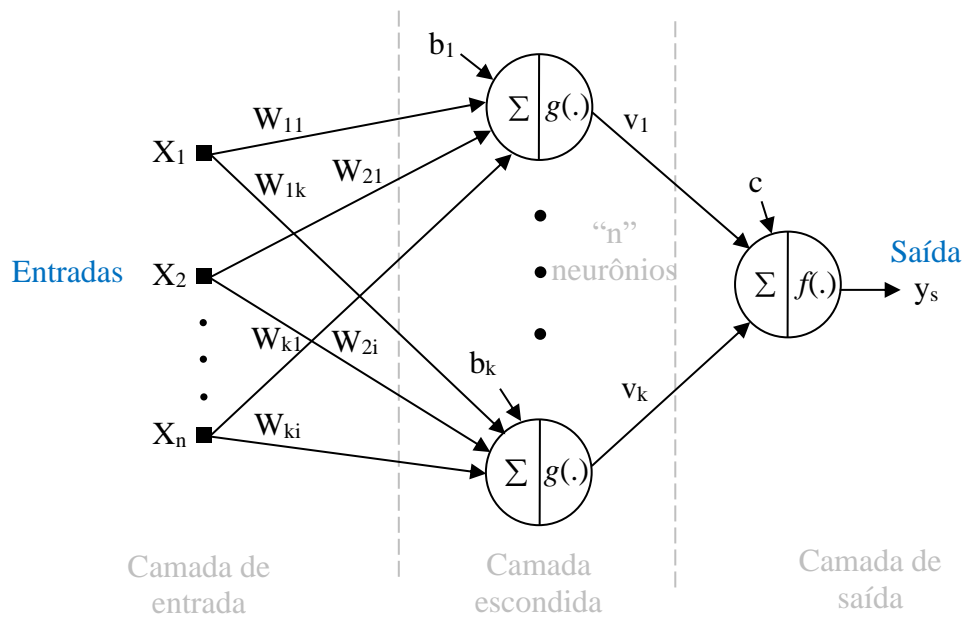 b₁
Σ g(.)
v₁
W₁₁
X₁
W₁ₖ
W₂₁
c
“n”
neurônios
Entradas
X₂
Σ f(.)
Saída
yₛ
Wₖ₁
W₂ᵢ
bₖ
vₖ
Xₙ
Wₖᵢ
Σ g(.)
Camada de
entrada
Camada
escondida
Camada de
saída